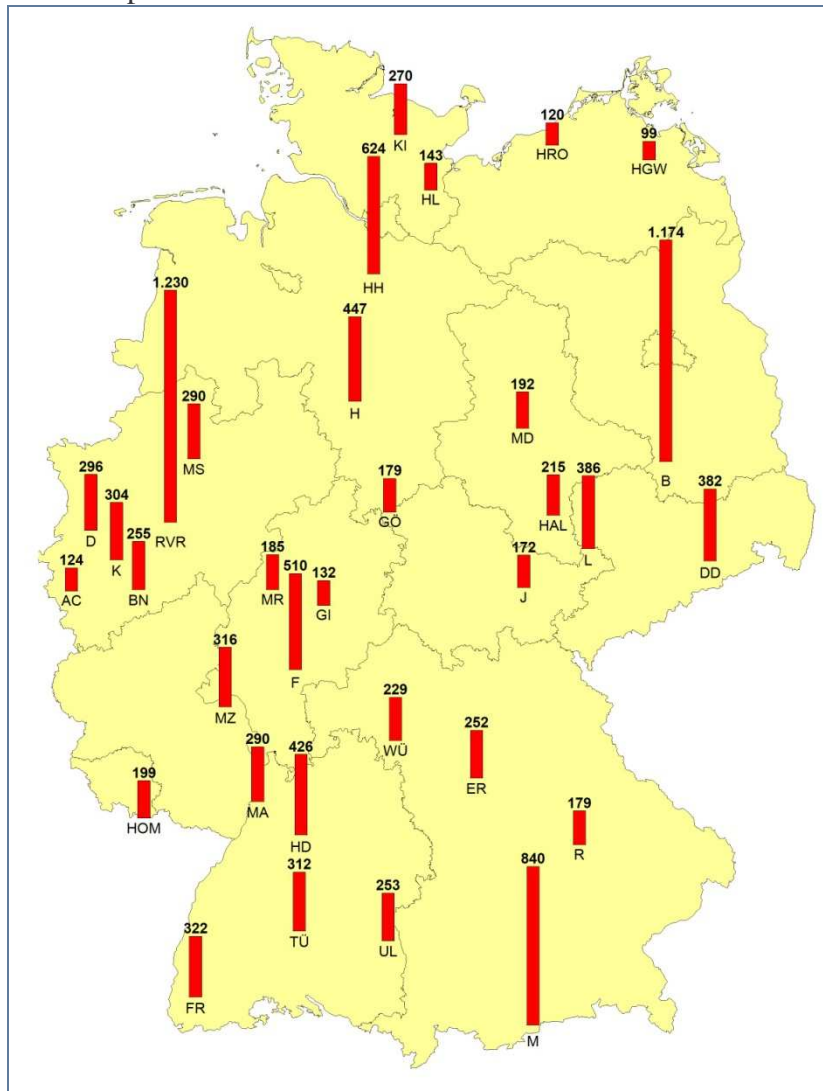 270
KI
120
HRO
99
HGW
624
HH
143
HL
1.174
B
1.230
RVR
447
H
192
MD
290
MS
296
D
304
K
255
BN
124
AC
179
GÖ
215
HAL
386
L
382
DD
185
MR
510
F
132
GI
172
J
316
MZ
229
WÜ
252
ER
290
MA
426
HD
199
HOM
179
R
312
TÜ
253
UL
840
M
322
FR